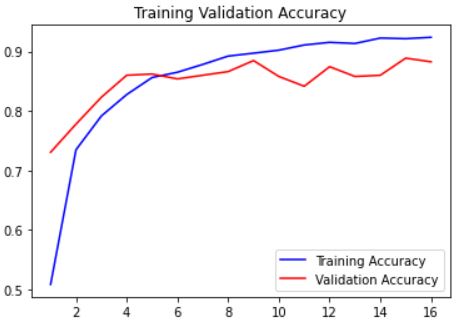 Training Validation Accuracy
0.9
0.8
0.7
0.6
0.5
2 4 6 8 10 12 14 16
Training Accuracy
Validation Accuracy